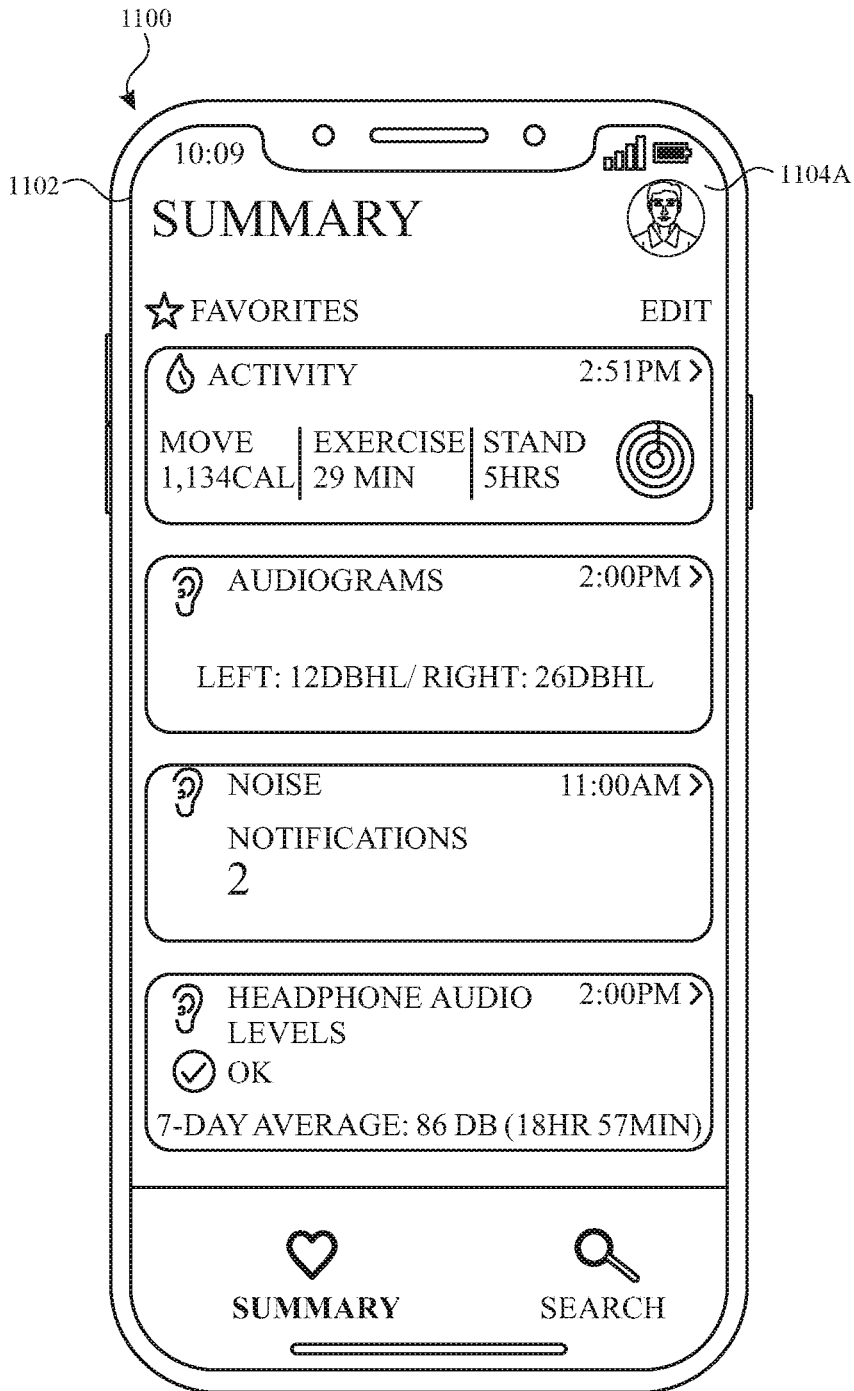 1100
10:09
1102
1104A
SUMMARY
FAVORITES EDIT
ACTIVITY 2:51PM >
MOVE EXERCISE STAND
1,134CAL 29 MIN 5HRS
AUDIOGRAMS 2:00PM >
LEFT: 12DBHL/ RIGHT: 26DBHL
NOISE 11:00AM >
NOTIFICATIONS
2
HEADPHONE AUDIO 2:00PM >
LEVELS
OK
7-DAY AVERAGE: 86 DB (18HR 57MIN)
SUMMARY SEARCH